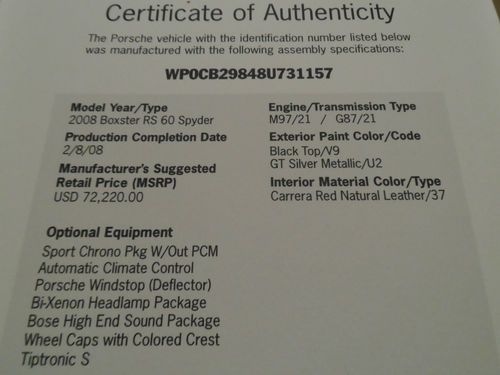 Certificate of Authenticity
The Porsche vehicle with the identification number listed below
was manufactured with the following assembly specifications:
WP0CB29848U731157
Model Year/Type
2008 Boxster RS 60 Spyder
Production Completion Date
2/8/08
Manufacturer's Suggested
Retail Price (MSRP)
USD 72,220.00
Engine/Transmission Type
M97/21 / G87/21
Exterior Paint Color/Code
Black Top/V9
GT Silver Metallic/U2
Interior Material Color/Type
Carrera Red Natural Leather/37
Optional Equipment
Sport Chrono Pkg W/Out PCM
Automatic Climate Control
Porsche Windstop (Deflector)
Bi-Xenon Headlamp Package
Bose High End Sound Package
Wheel Caps with Colored Crest
Tiptronic S